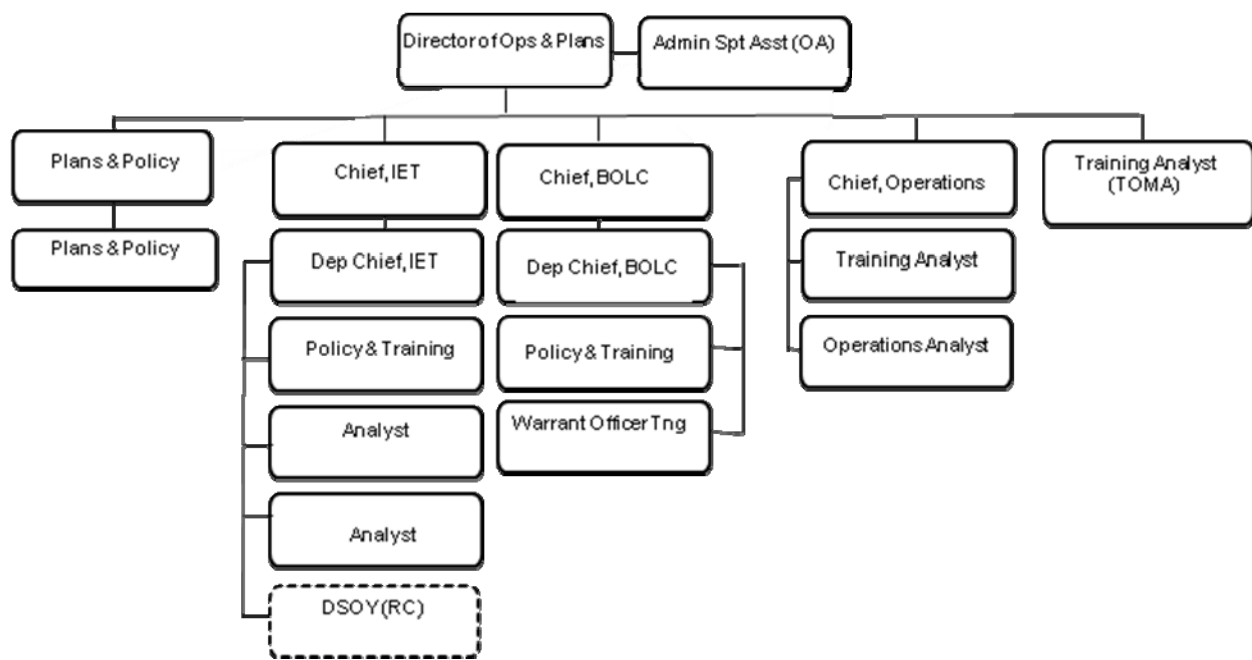 Director of Ops & Plans
Admin Spt Asst (OA)
Plans & Policy
Chief, IET
Chief, BOLC
Chief, Operations
Training Analyst
(TOMA)
Plans & Policy
Dep Chief, IET
Dep Chief, BOLC
Training Analyst
Policy & Training
Policy & Training
Operations Analyst
Analyst
Warrant Officer Tng
Analyst
DSOY (RC)